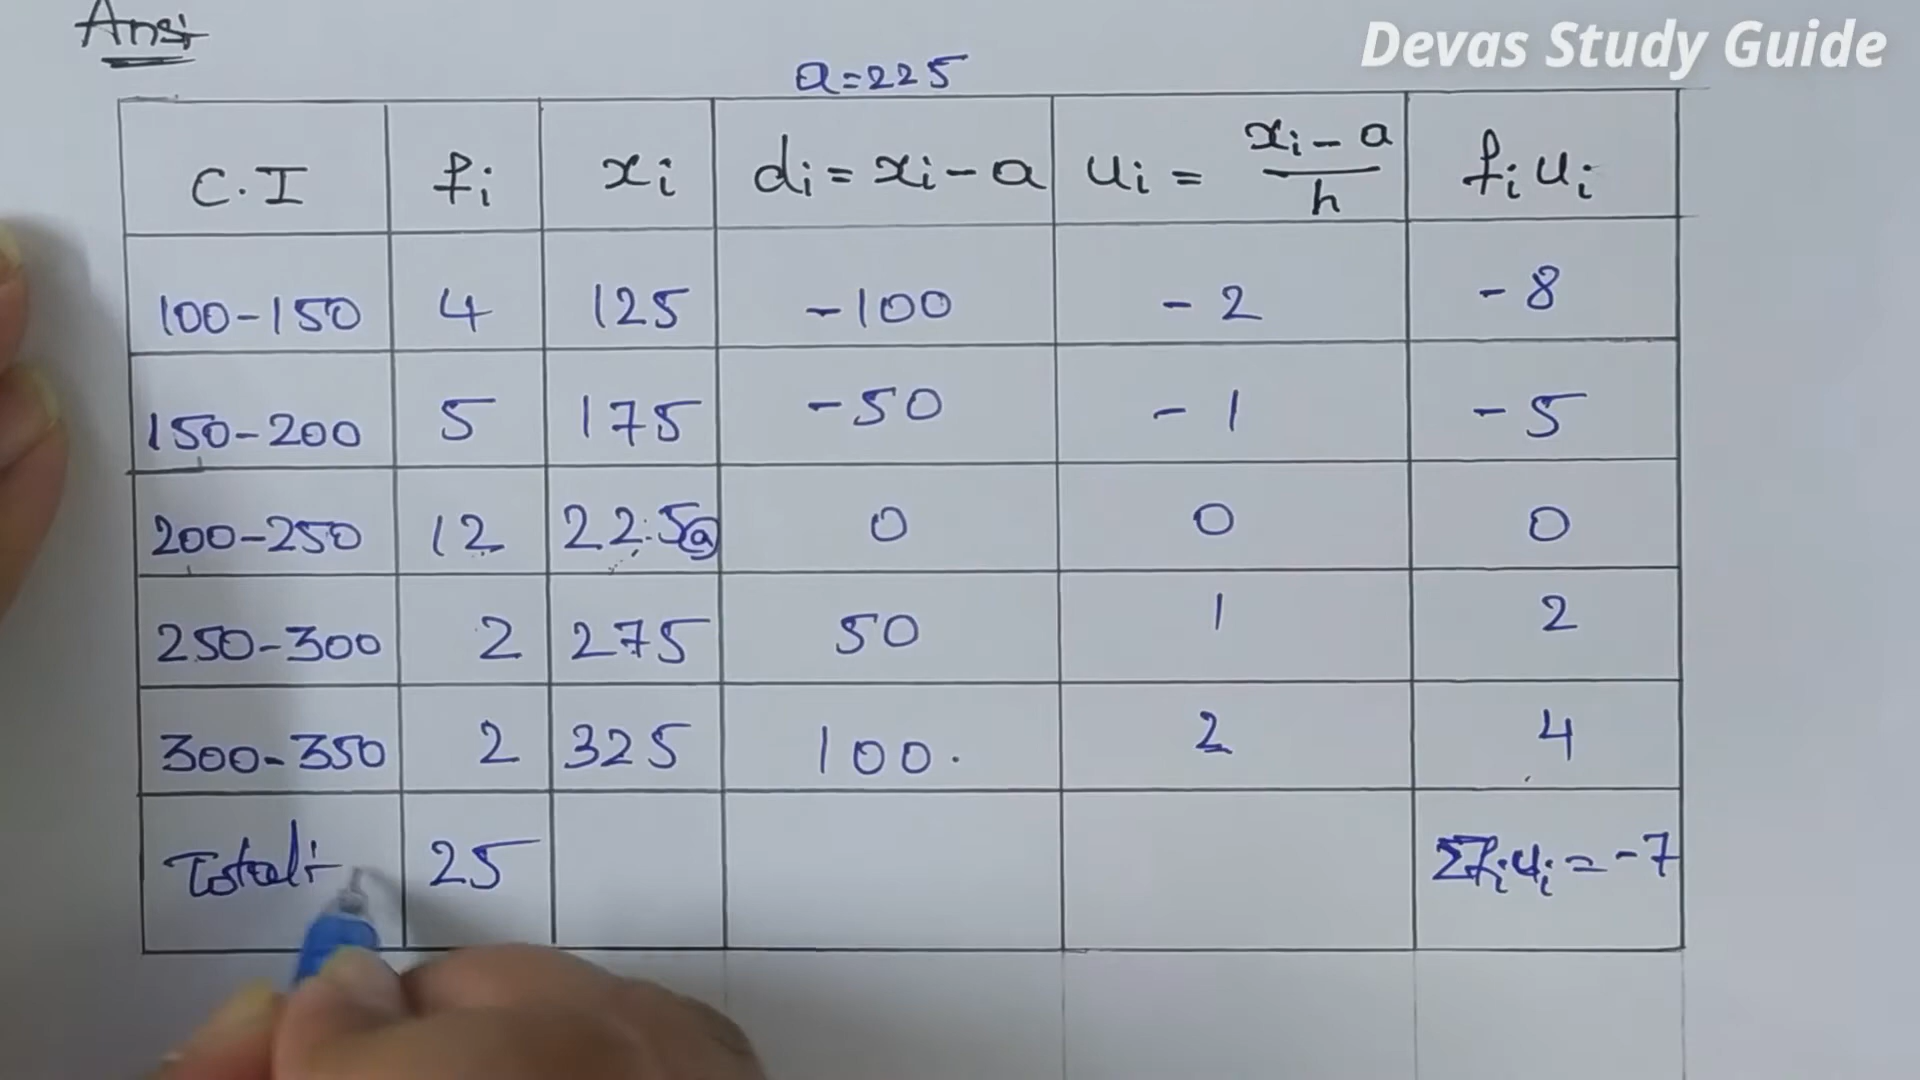 Ans:
Devas Study Guide
a=225
C.I fi xi di = xi - a ui = xi - a / h fi ui
100-150 4 125 -100 -2 -8
150-200 5 175 -50 -1 -5
200-250 12 225 a 0 0 0
250-300 2 275 50 1 2
300-350 2 325 100. 2 4
Total:- 25 Σfiui = -7